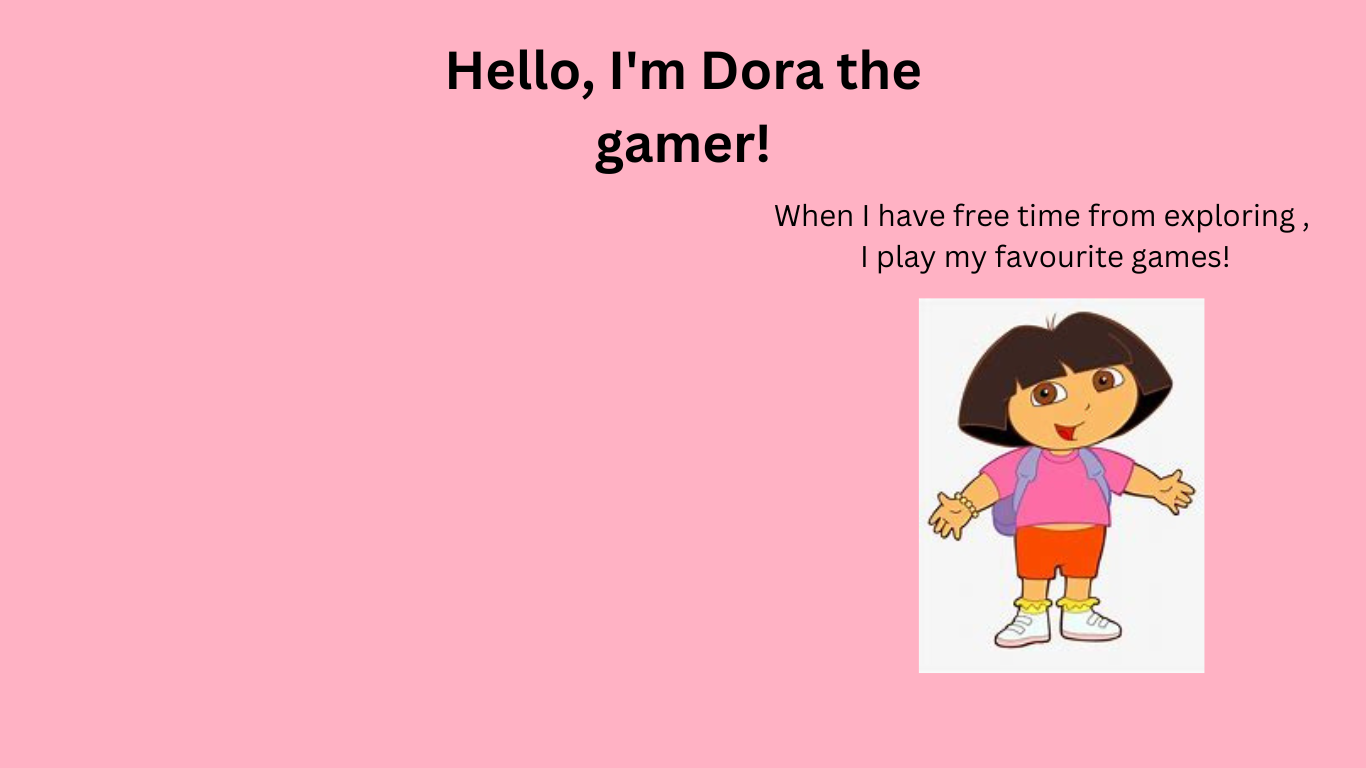 Hello, I'm Dora the
gamer!
When I have free time from exploring ,
I play my favourite games!